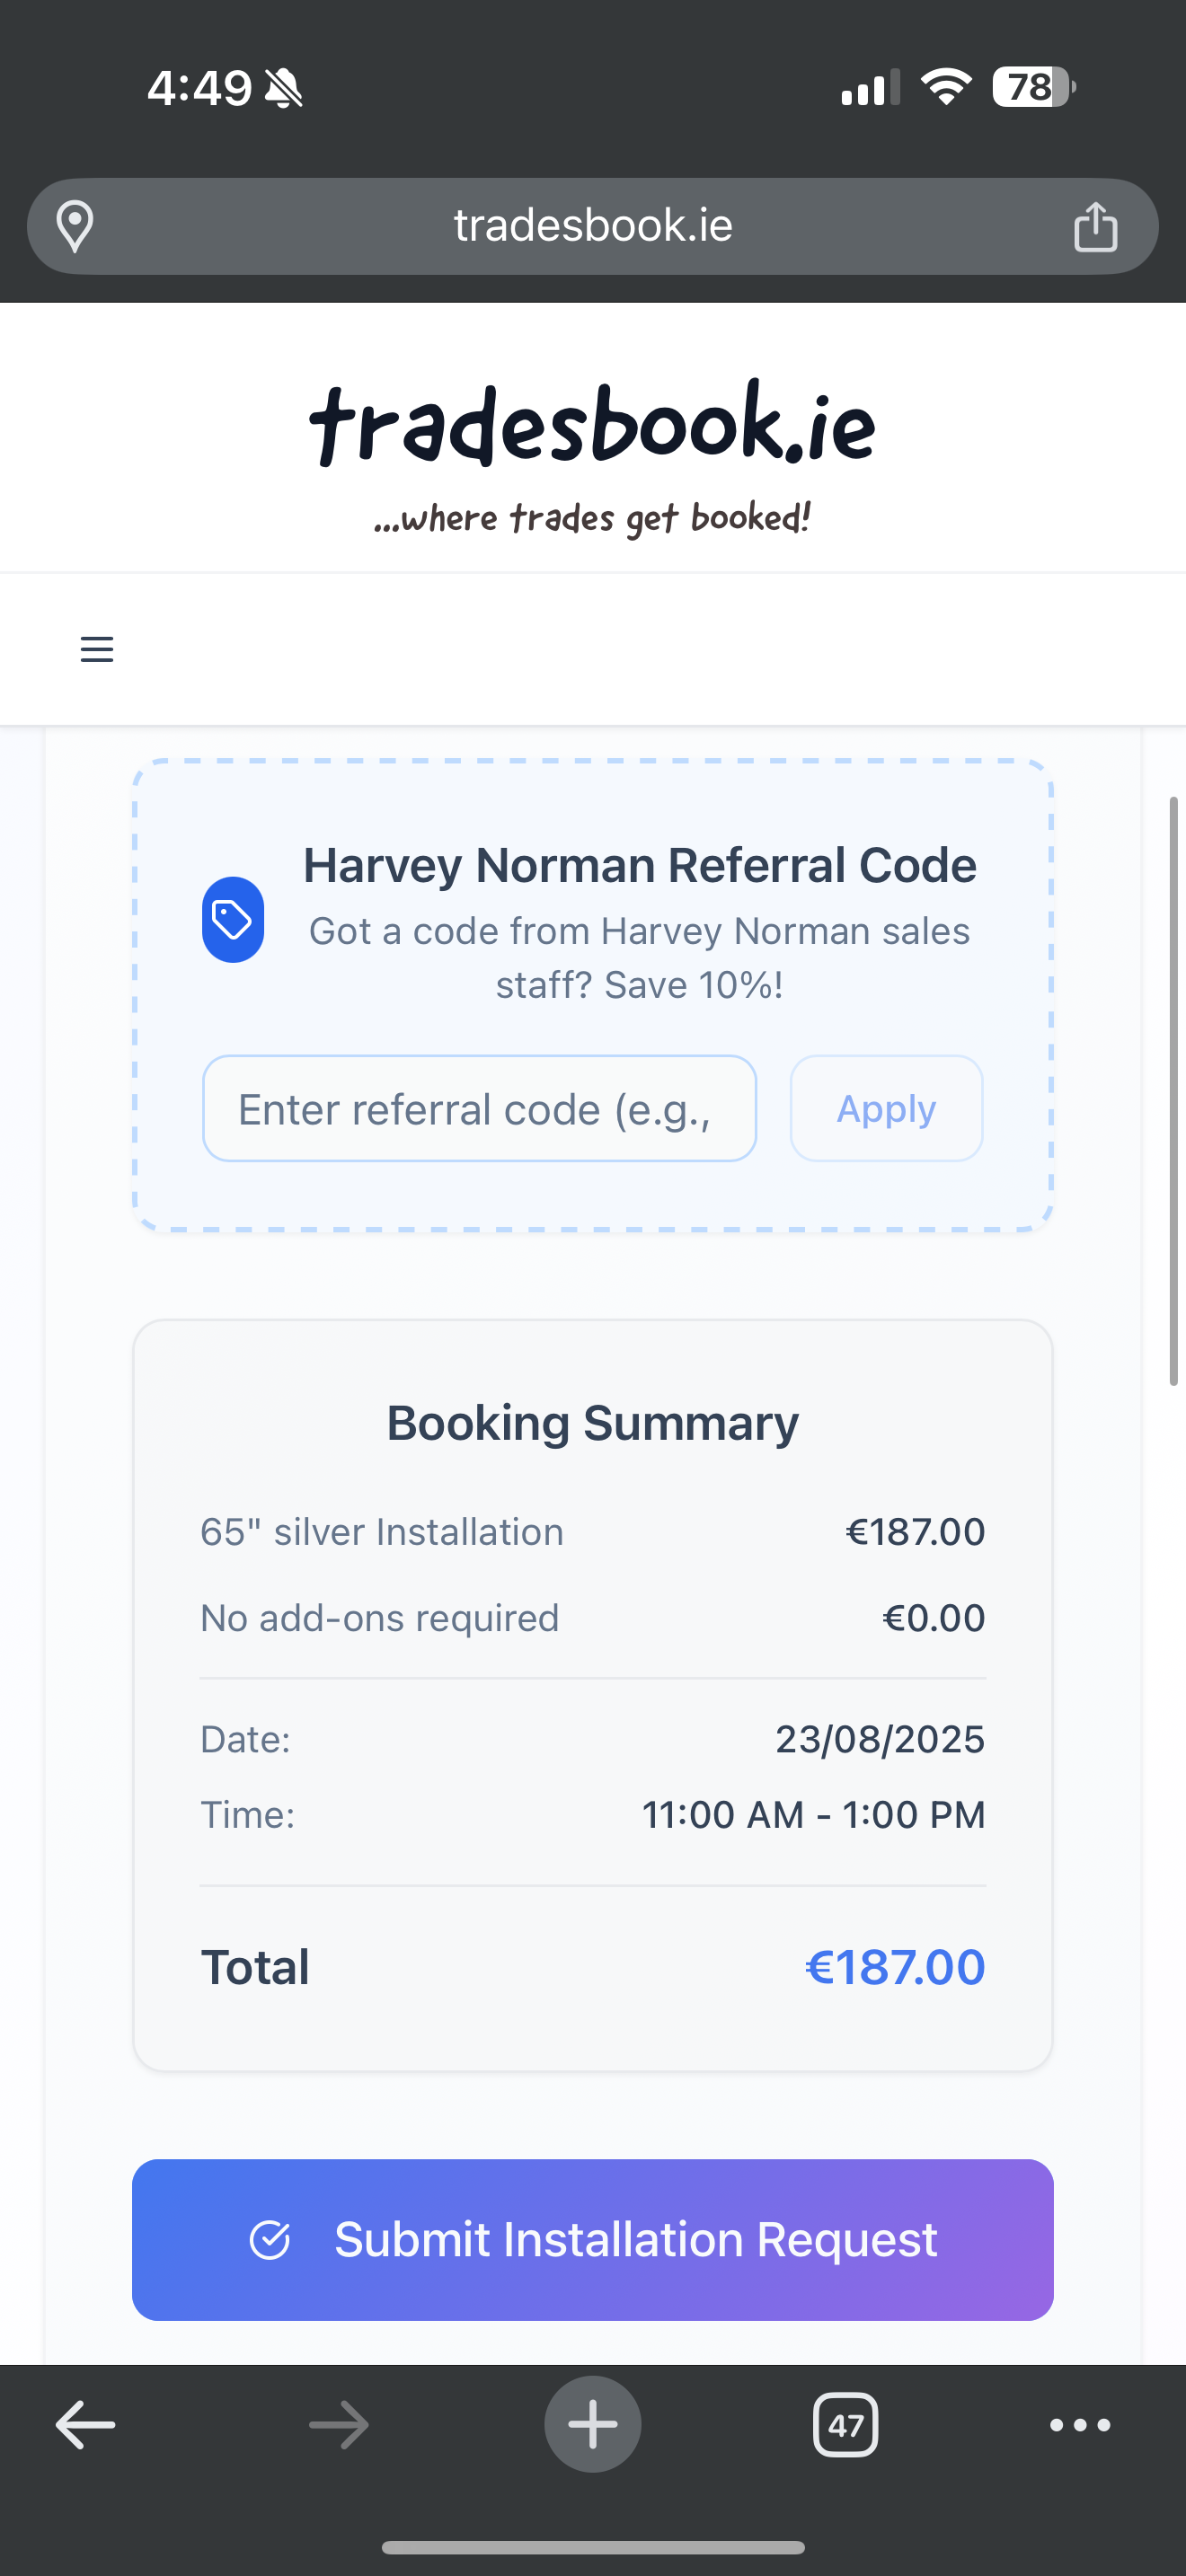 4:49
78
tradesbook.ie
tradesbook.ie
...where trades get booked!
Harvey Norman Referral Code
Got a code from Harvey Norman sales
staff? Save 10%!
Enter referral code (e.g.,
Apply
Booking Summary
65" silver Installation €187.00
No add-ons required €0.00
Date: 23/08/2025
Time: 11:00 AM - 1:00 PM
Total €187.00
Submit Installation Request
47